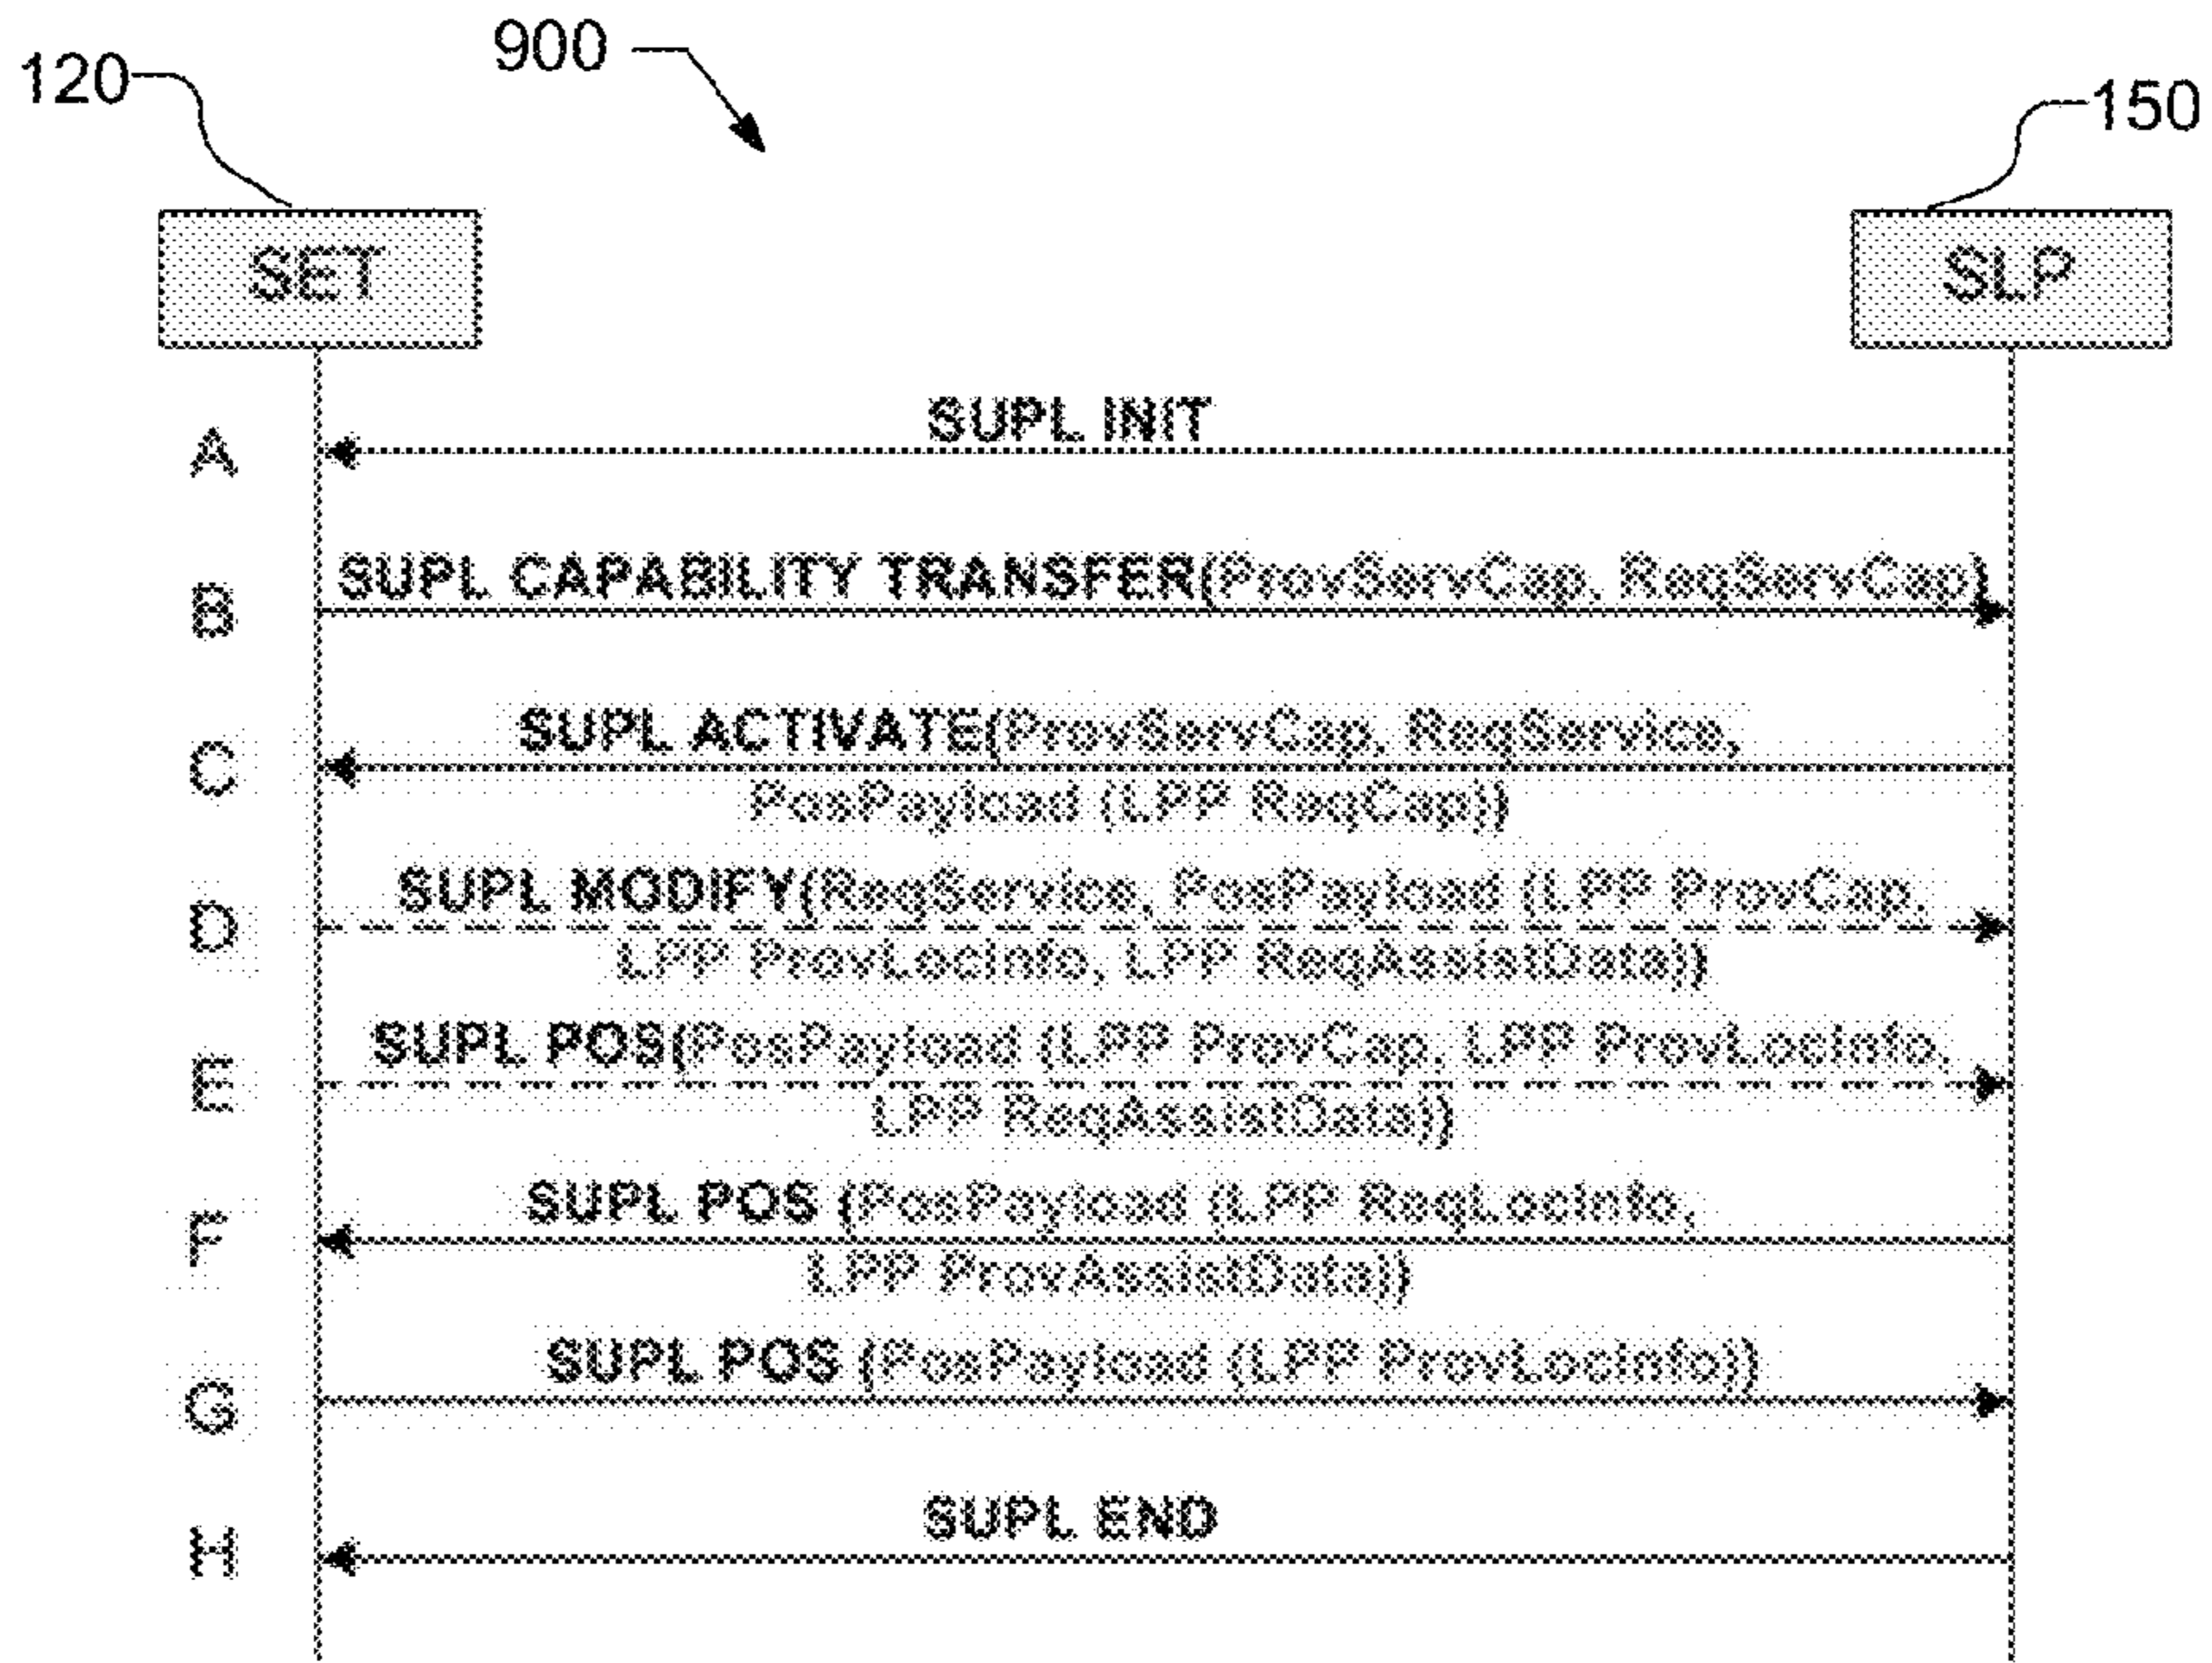 900
120
150
SET
SLP
A
SUPL INIT
B
SUPL CAPABILITY TRANSFER(ProvServCap, ReqServCap)
C
SUPL ACTIVATE(ProvServCap, ReqService,
PosPayload (LPP ReqCap))
D
SUPL MODIFY(ReqService, PosPayload (LPP ProvCap,
LPP ProvLocInfo, LPP ReqAssistData))
E
SUPL POS(PosPayload (LPP ProvCap, LPP ProvLocInfo,
LPP ReqAssistData))
F
SUPL POS (PosPayload (LPP ReqLocInfo,
LPP ProvAssistData))
G
SUPL POS (PosPayload (LPP ProvLocInfo))
H
SUPL END